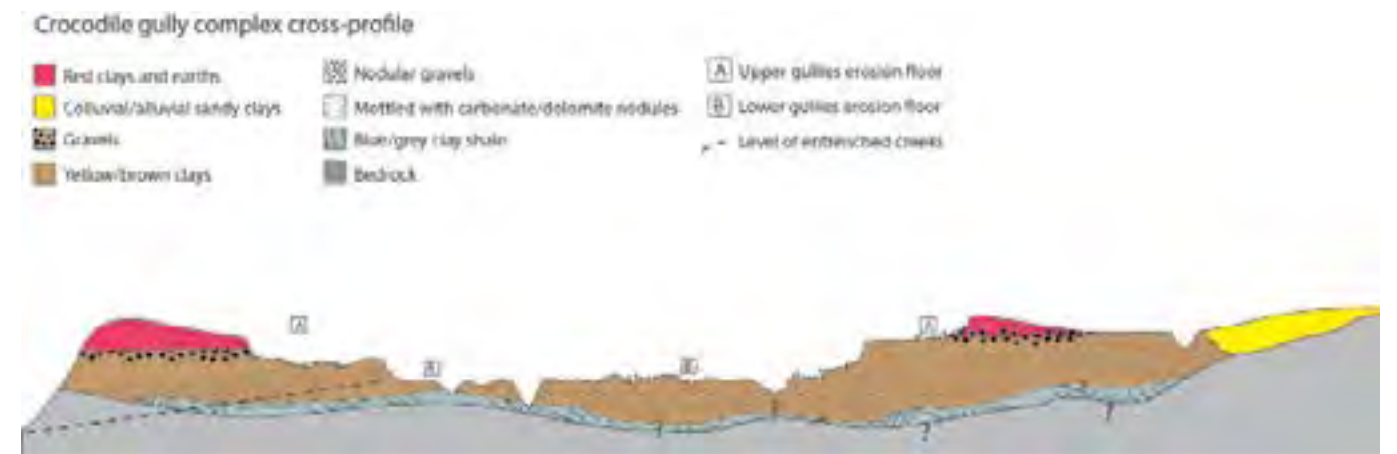 Crocodile gully complex cross-profile
Red clays and earths
Colluvial/alluvial sandy clays
Gravels
Yellow/brown clays
Nodular gravels
Mottled with carbonate/dolomite nodules
Blue/grey clay shale
Bedrock
A Upper gullies erosion floor
B Lower gullies erosion floor
Level of entrenched creeks
A
A
B
B
?
?
?